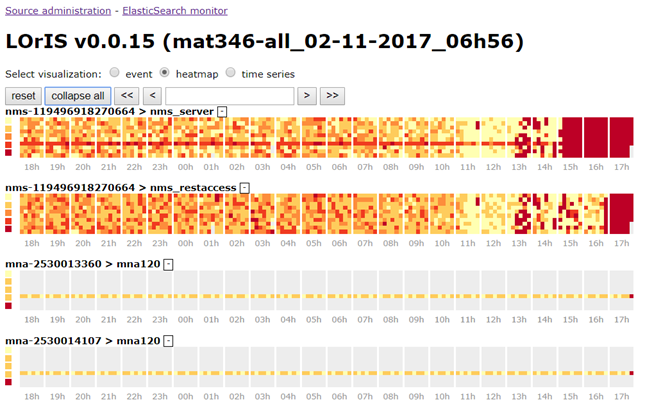 Source administration - ElasticSearch monitor
LOrIS v0.0.15 (mat346-all_02-11-2017_06h56)
Select visualization: event heatmap time series
reset collapse all << < > >>
nms-119496918270664 > nms_server -
18h 19h 20h 21h 22h 23h 00h 01h 02h 03h 04h 05h 06h 07h 08h 09h 10h 11h 12h 13h 14h 15h 16h 17h
nms-119496918270664 > nms_restaccess -
18h 19h 20h 21h 22h 23h 00h 01h 02h 03h 04h 05h 06h 07h 08h 09h 10h 11h 12h 13h 14h 15h 16h 17h
mna-2530013360 > mna120 -
18h 19h 20h 21h 22h 23h 00h 01h 02h 03h 04h 05h 06h 07h 08h 09h 10h 11h 12h 13h 14h 15h 16h 17h
mna-2530014107 > mna120 -
18h 19h 20h 21h 22h 23h 00h 01h 02h 03h 04h 05h 06h 07h 08h 09h 10h 11h 12h 13h 14h 15h 16h 17h